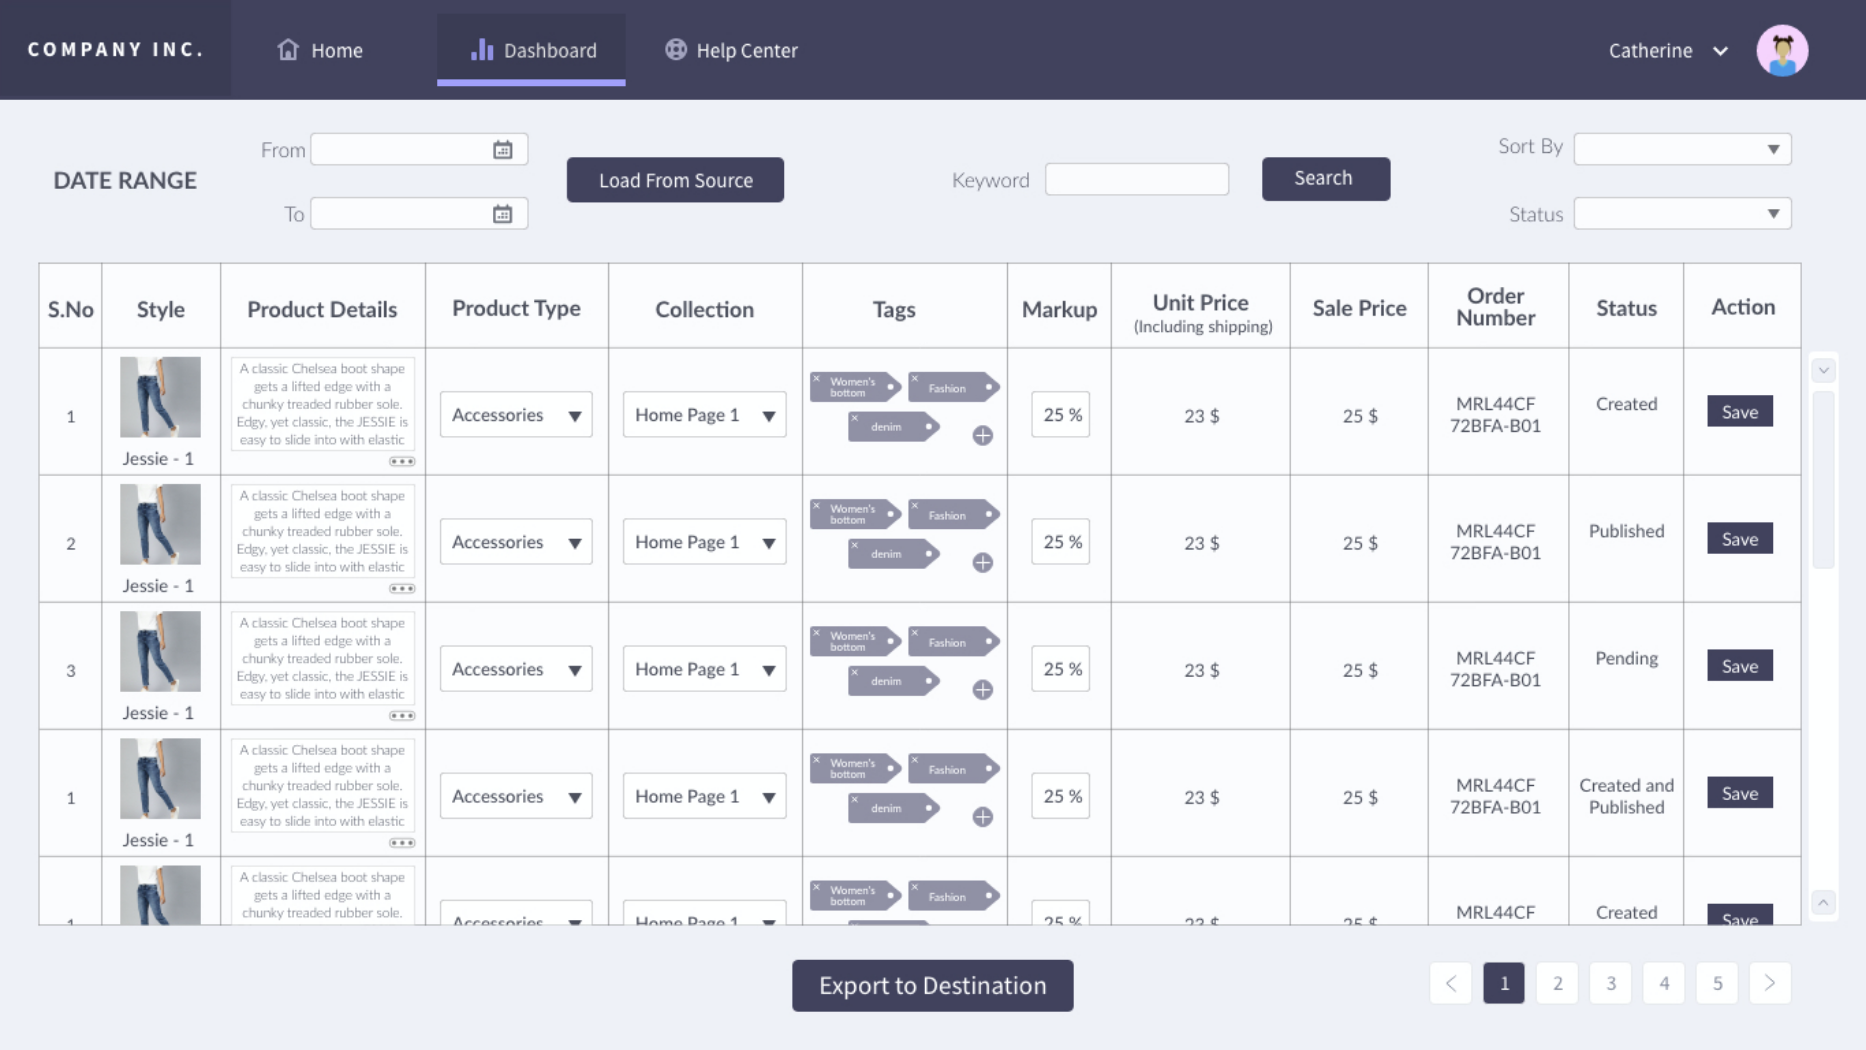 COMPANY INC.
Home
Dashboard
Help Center
Catherine
DATE RANGE
From
To
Load From Source
Keyword
Search
Sort By
Status
S.No
Style
Product Details
Product Type
Collection
Tags
Markup
Unit Price
(Including shipping)
Sale Price
Order
Number
Status
Action
1
Jessie - 1
A classic Chelsea boot shape
gets a lifted edge with a
chunky treaded rubber sole.
Edgy, yet classic, the JESSIE is
easy to slide into with elastic
Accessories
Home Page 1
Women's
bottom
Fashion
denim
25 %
23 $
25 $
MRL44CF
72BFA-B01
Created
Save
2
Jessie - 1
A classic Chelsea boot shape
gets a lifted edge with a
chunky treaded rubber sole.
Edgy, yet classic, the JESSIE is
easy to slide into with elastic
Accessories
Home Page 1
Women's
bottom
Fashion
denim
25 %
23 $
25 $
MRL44CF
72BFA-B01
Published
Save
3
Jessie - 1
A classic Chelsea boot shape
gets a lifted edge with a
chunky treaded rubber sole.
Edgy, yet classic, the JESSIE is
easy to slide into with elastic
Accessories
Home Page 1
Women's
bottom
Fashion
denim
25 %
23 $
25 $
MRL44CF
72BFA-B01
Pending
Save
1
Jessie - 1
A classic Chelsea boot shape
gets a lifted edge with a
chunky treaded rubber sole.
Edgy, yet classic, the JESSIE is
easy to slide into with elastic
Accessories
Home Page 1
Women's
bottom
Fashion
denim
25 %
23 $
25 $
MRL44CF
72BFA-B01
Created and
Published
Save
1
A classic Chelsea boot shape
gets a lifted edge with a
chunky treaded rubber sole.
Accessories
Home Page 1
Women's
bottom
Fashion
25 %
23 $
25 $
MRL44CF
Created
Save
Export to Destination
< 1 2 3 4 5 >